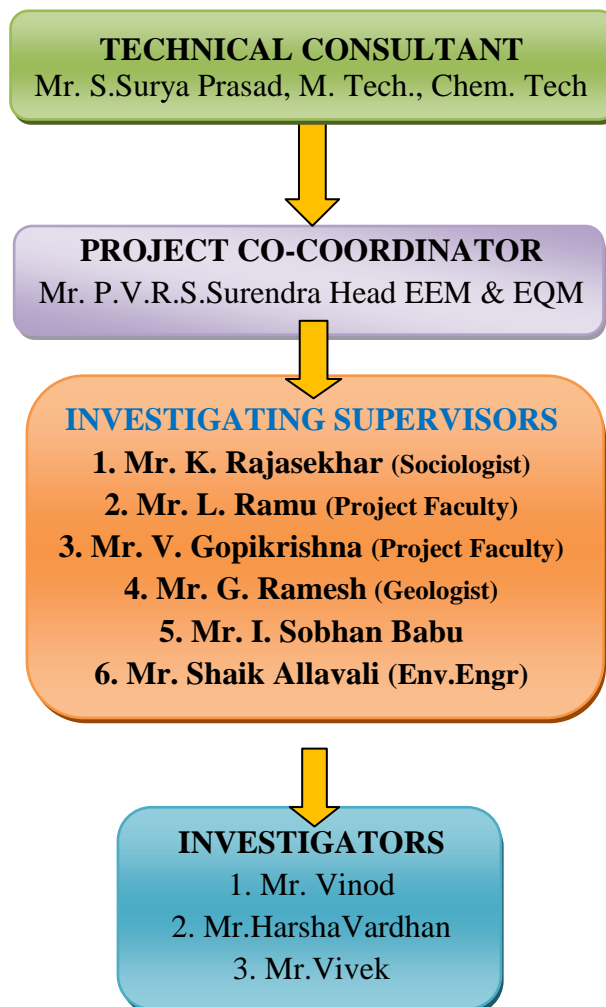 TECHNICAL CONSULTANT
Mr. S.Surya Prasad, M. Tech., Chem. Tech
PROJECT CO-COORDINATOR
Mr. P.V.R.S.Surendra Head EEM & EQM
INVESTIGATING SUPERVISORS
1. Mr. K. Rajasekhar (Sociologist)
2. Mr. L. Ramu (Project Faculty)
3. Mr. V. Gopikrishna (Project Faculty)
4. Mr. G. Ramesh (Geologist)
5. Mr. I. Sobhan Babu
6. Mr. Shaik Allavali (Env.Engr)
INVESTIGATORS
1. Mr. Vinod
2. Mr.HarshaVardhan
3. Mr.Vivek